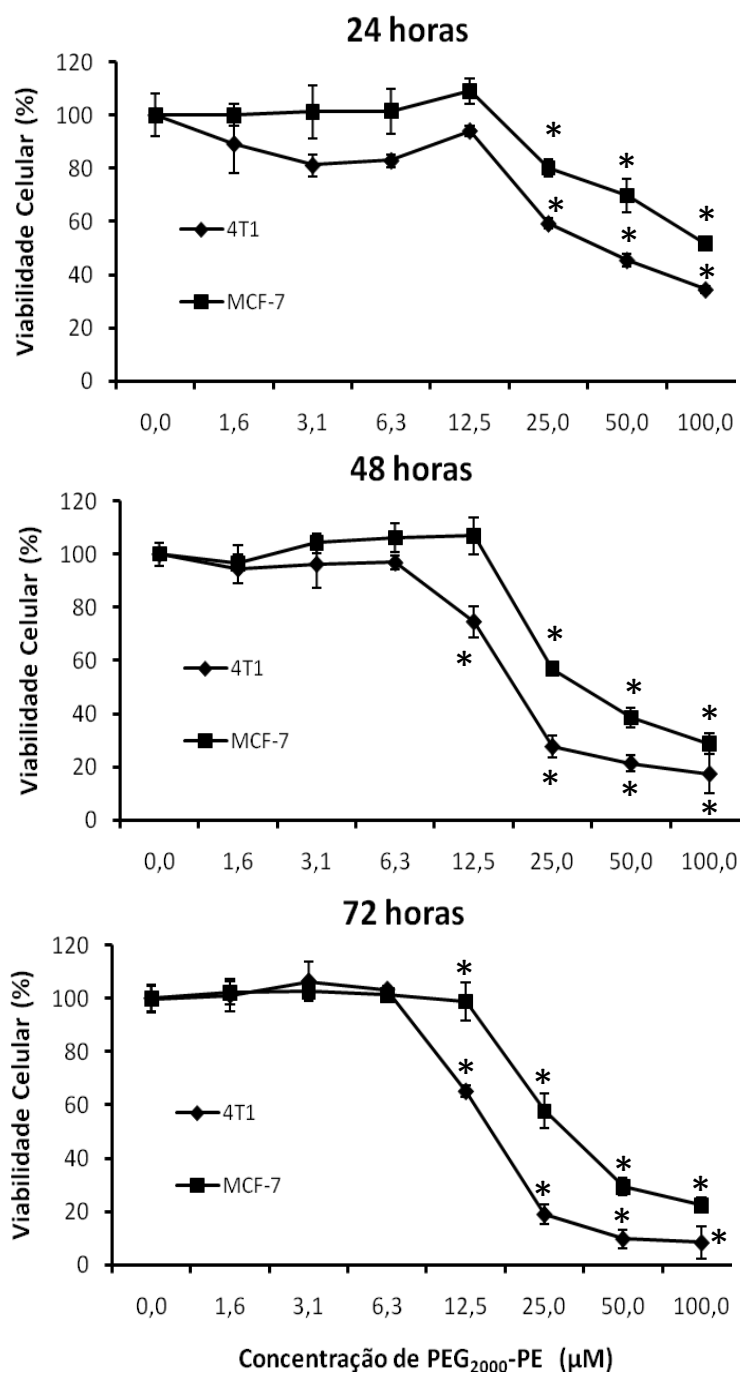 24 horas
Viabilidade Celular (%)
120
100
80
60
40
20
0
4T1
MCF-7
* * *
* * *
0,0 1,6 3,1 6,3 12,5 25,0 50,0 100,0
48 horas
Viabilidade Celular (%)
120
100
80
60
40
20
0
4T1
MCF-7
* * *
* * * *
0,0 1,6 3,1 6,3 12,5 25,0 50,0 100,0
72 horas
Viabilidade Celular (%)
120
100
80
60
40
20
0
4T1
MCF-7
* * * *
* * * *
0,0 1,6 3,1 6,3 12,5 25,0 50,0 100,0
Concentração de PEG₂₀₀₀-PE (µM)